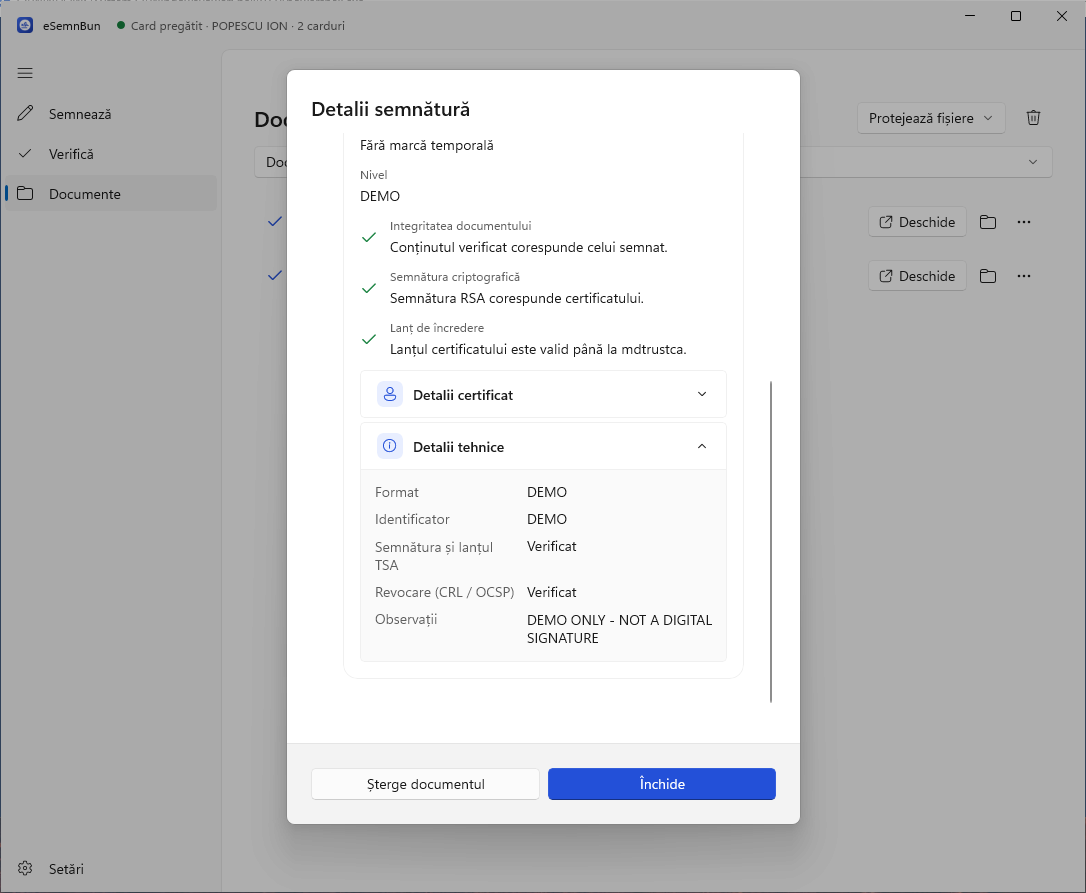 eSemnBun
Card pregătit · POPESCU ION · 2 carduri
Semnează
Verifică
Documente
Setări
Protejează fișiere
Deschide
Deschide
Detalii semnătură
Fără marcă temporală
Nivel
DEMO
Integritatea documentului
Conținutul verificat corespunde celui semnat.
Semnătura criptografică
Semnătura RSA corespunde certificatului.
Lanț de încredere
Lanțul certificatului este valid până la mdtrustca.
Detalii certificat
Detalii tehnice
Format DEMO
Identificator DEMO
Semnătura și lanțul Verificat
TSA
Revocare (CRL / OCSP) Verificat
Observații DEMO ONLY - NOT A DIGITAL
SIGNATURE
Șterge documentul
Închide